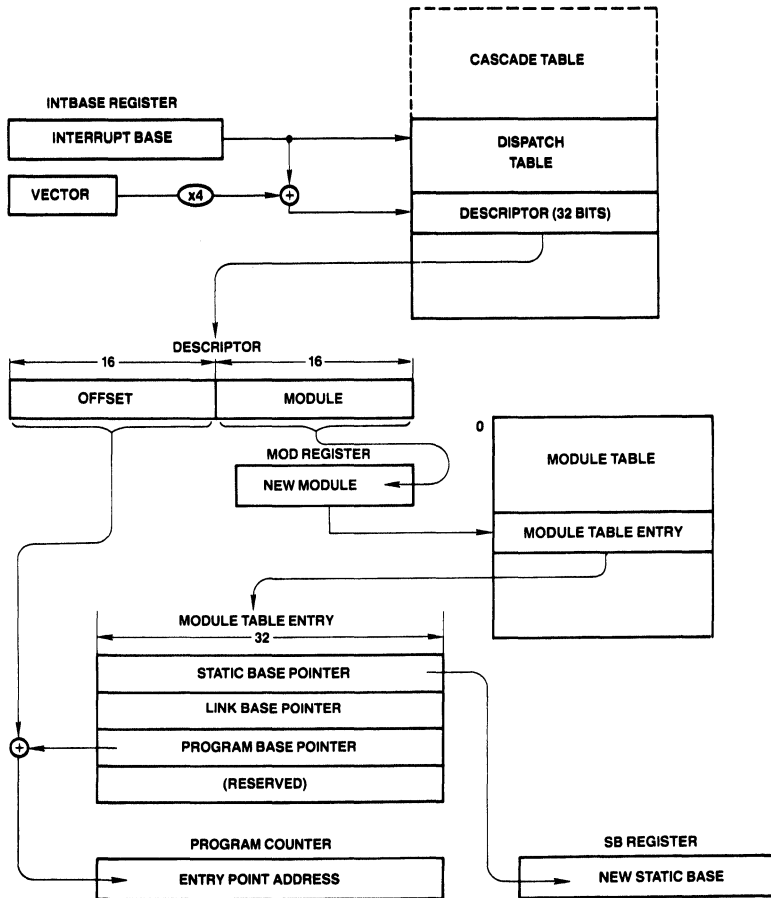 CASCADE TABLE
INTBASE REGISTER
INTERRUPT BASE
DISPATCH
TABLE
VECTOR
x4
+
DESCRIPTOR (32 BITS)
DESCRIPTOR
16
16
OFFSET
MODULE
0
MOD REGISTER
MODULE TABLE
NEW MODULE
MODULE TABLE ENTRY
MODULE TABLE ENTRY
32
STATIC BASE POINTER
LINK BASE POINTER
+
PROGRAM BASE POINTER
(RESERVED)
PROGRAM COUNTER
SB REGISTER
ENTRY POINT ADDRESS
NEW STATIC BASE